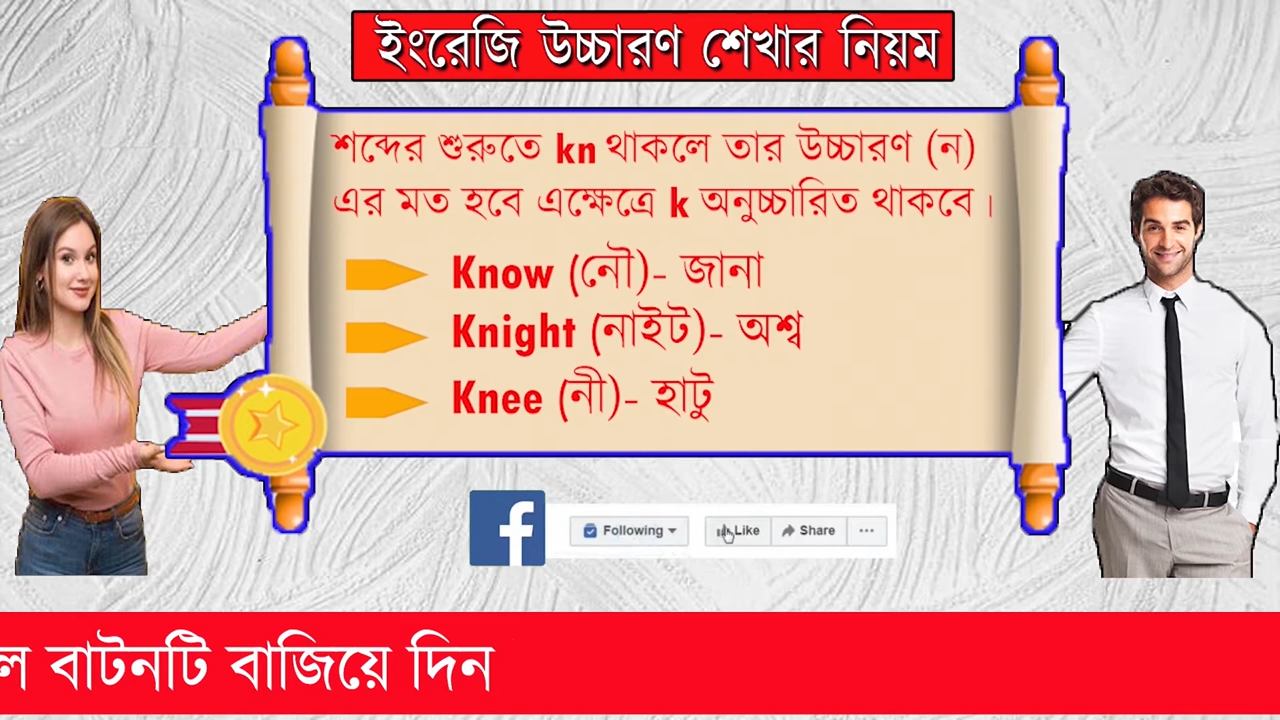 ইংরেজি উচ্চারণ শেখার নিয়ম
শব্দের শুরুতে kn থাকলে তার উচ্চারণ (ন)
এর মত হবে এক্ষেত্রে k অনুচ্চারিত থাকবে।
Know (নৌ)- জানা
Knight (নাইট)- অশ্ব
Knee (নী)- হাটু
f
Following
Like Share ...
ল বাটনটি বাজিয়ে দিন